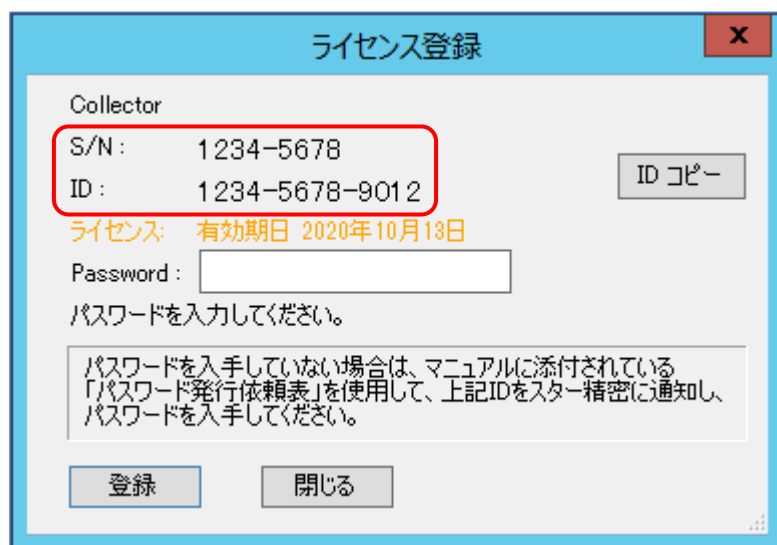 ライセンス登録
x
Collector
S/N : 1234-5678
ID : 1234-5678-9012
ID コピー
ライセンス: 有効期日 2020年10月13日
Password :
パスワードを入力してください。
パスワードを入手していない場合は、マニュアルに添付されている
「パスワード発行依頼表」を使用して、上記IDをスター精密に通知し、
パスワードを入手してください。
登録 閉じる